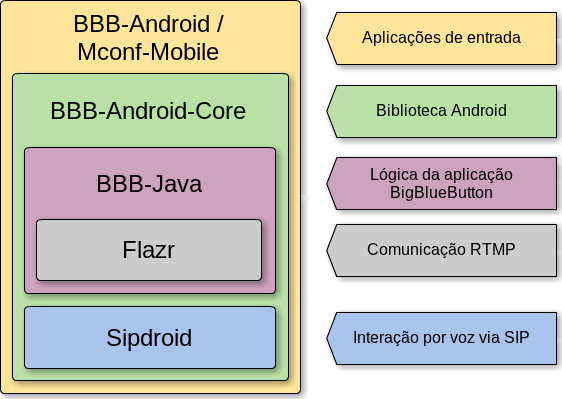 BBB-Android /
Mconf-Mobile
Aplicações de entrada
BBB-Android-Core
Biblioteca Android
BBB-Java
Lógica da aplicação
BigBlueButton
Flazr
Comunicação RTMP
Sipdroid
Interação por voz via SIP